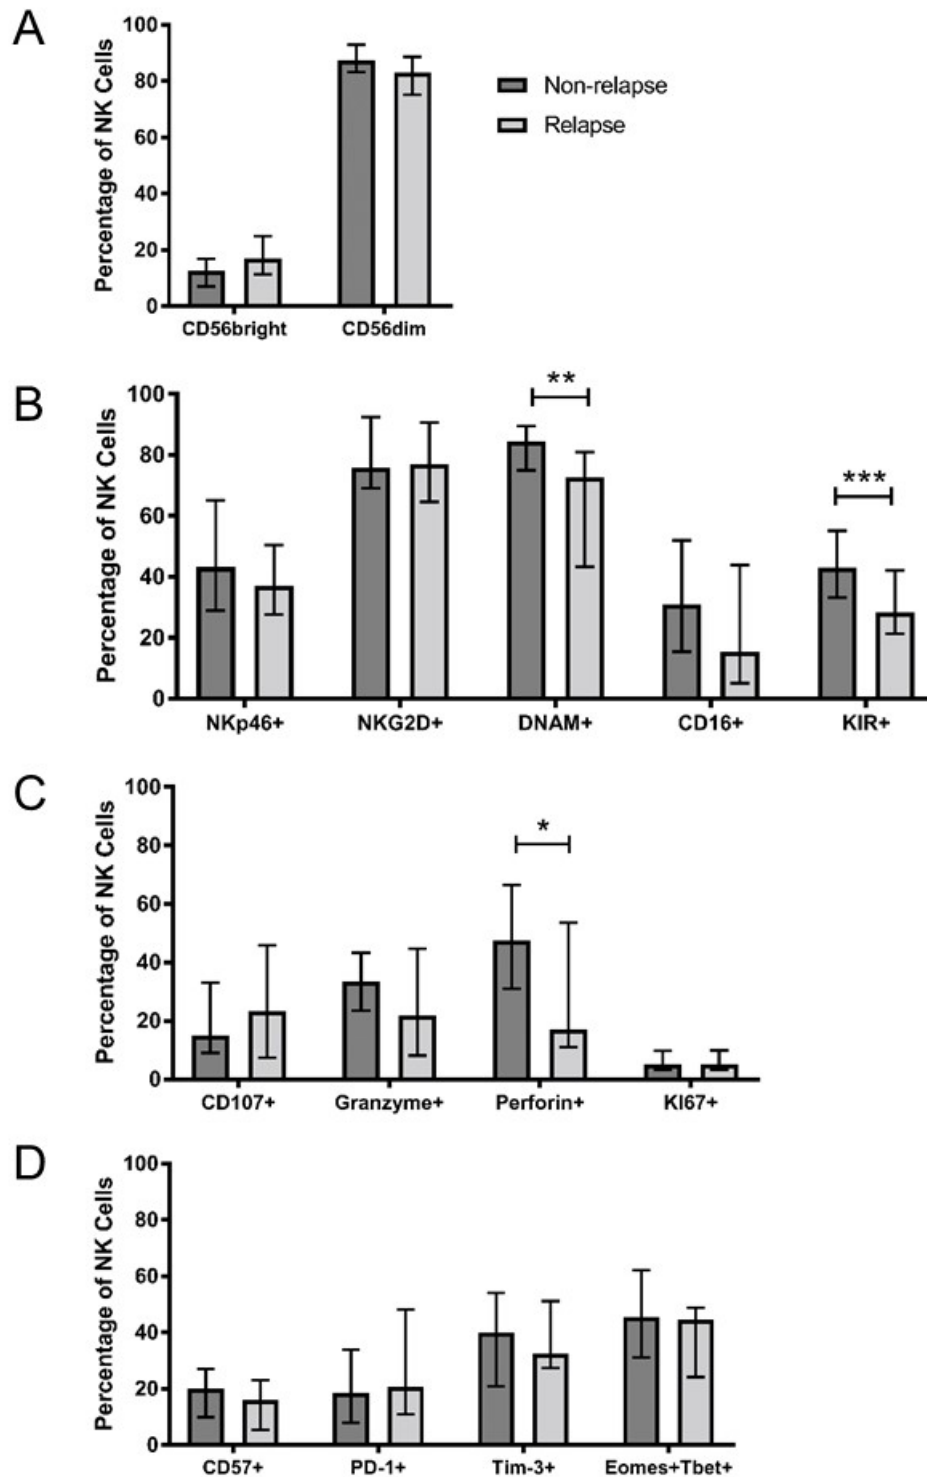 A
Percentage of NK Cells
100
80
60
40
20
0
CD56bright CD56dim
Non-relapse
Relapse
B
Percentage of NK Cells
100
80
60
40
20
0
**
***
NKp46+ NKG2D+ DNAM+ CD16+ KIR+
C
Percentage of NK Cells
100
80
60
40
20
0
*
CD107+ Granzyme+ Perforin+ KI67+
D
Percentage of NK Cells
100
80
60
40
20
0
CD57+ PD-1+ Tim-3+ Eomes+Tbet+